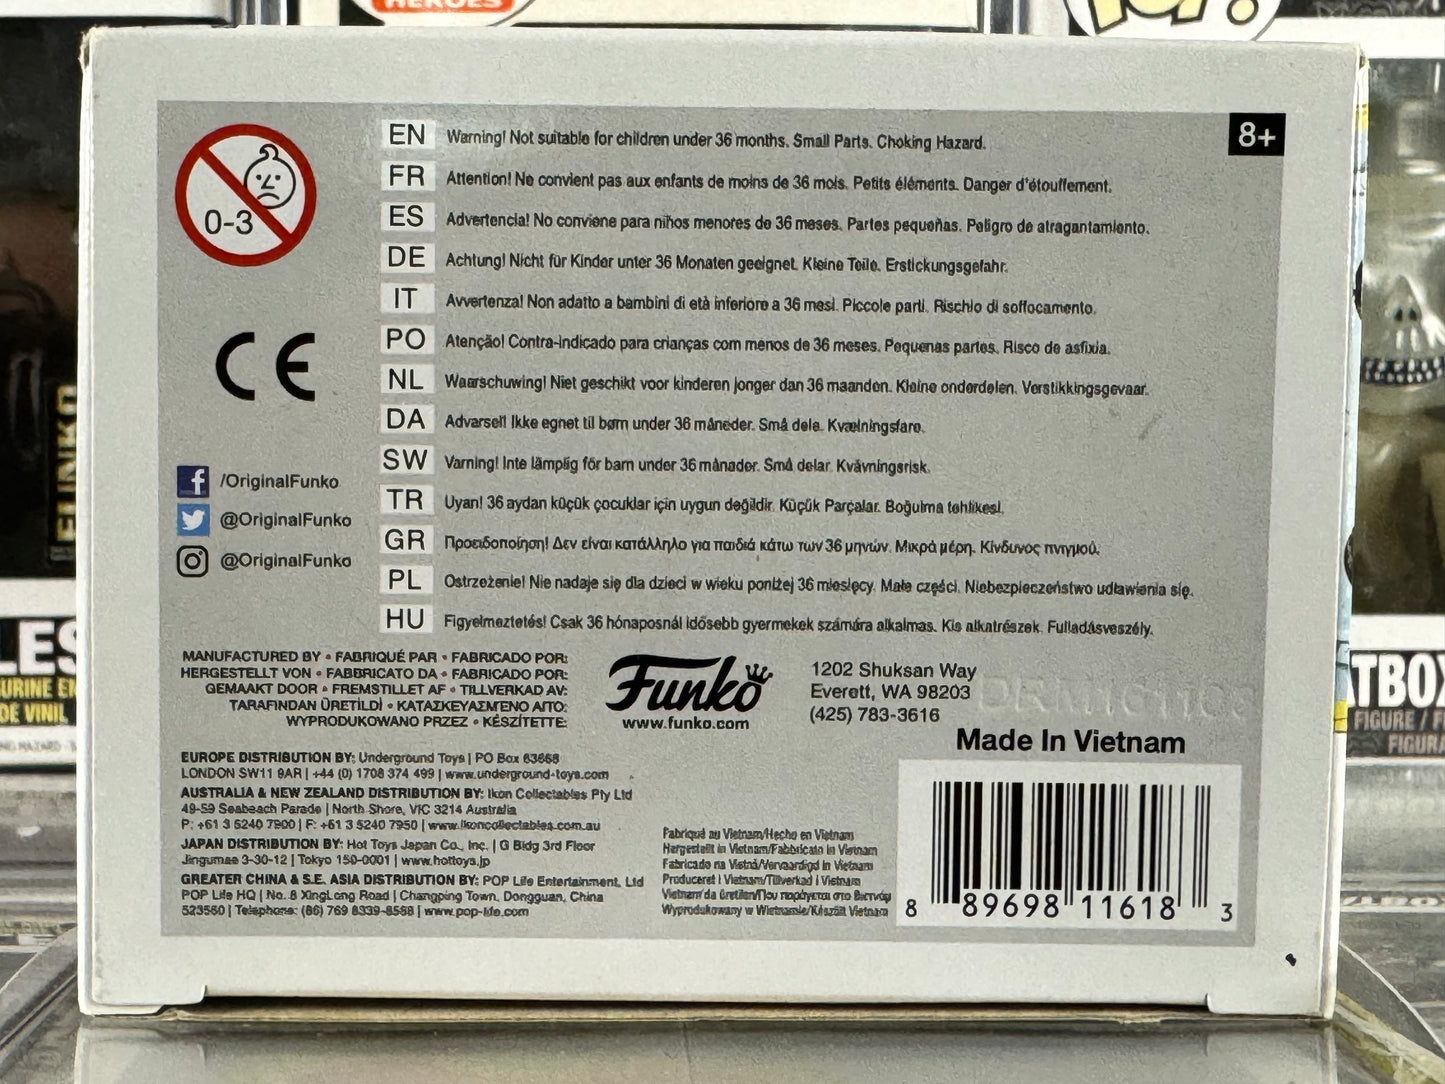 HEROES
POP!
8+
0-3
EN Warning! Not suitable for children under 36 months. Small Parts. Choking Hazard.
FR Attention! Ne convient pas aux enfants de moins de 36 mois. Petits éléments. Danger d'étouffement.
ES Advertencia! No conviene para niños menores de 36 meses. Partes pequeñas. Peligro de atragantamiento.
DE Achtung! Nicht für Kinder unter 36 Monaten geeignet. Kleine Teile. Erstickungsgefahr.
IT Avvertenza! Non adatto a bambini di età inferiore a 36 mesi. Piccole parti. Rischio di soffocamento.
PO Atenção! Contra-indicado para crianças com menos de 36 meses. Pequenas partes. Risco de asfixia.
NL Waarschuwing! Niet geschikt voor kinderen jonger dan 36 maanden. Kleine onderdelen. Verstikkingsgevaar.
DA Advarsel! Ikke egnet til børn under 36 måneder. Små dele. Kvælningsfare.
SW Varning! Inte lämplig för barn under 36 månader. Små delar. Kvävningsrisk.
TR Uyarı! 36 aydan küçük çocuklar için uygun değildir. Küçük Parçalar. Boğulma tehlikesi.
GR Προειδοποίηση! Δεν είναι κατάλληλο για παιδιά κάτω των 36 μηνών. Μικρά μέρη. Κίνδυνος πνιγμού.
PL Ostrzeżenie! Nie nadaje się dla dzieci w wieku poniżej 36 miesięcy. Małe części. Niebezpieczeństwo udławienia się.
HU Figyelmeztetés! Csak 36 hónaposnál idősebb gyermekek számára alkalmas. Kis alkatrészek. Fulladásveszély.
CE
/OriginalFunko
@OriginalFunko
@OriginalFunko
MANUFACTURED BY • FABRIQUÉ PAR • FABRICADO POR:
HERGESTELLT VON • FABBRICATO DA • FABRICADO POR:
GEMAAKT DOOR • FREMSTILLET AF • TILLVERKAD AV:
TARAFINDAN ÜRETİLDİ • ΚΑΤΑΣΚΕΥΑΣΜΕΝΟ ΑΠΟ:
WYPRODUKOWANO PRZEZ • KÉSZÍTETTE:
Funko
www.funko.com
1202 Shuksan Way
Everett, WA 98203
(425) 783-3616
Made In Vietnam
EUROPE DISTRIBUTION BY: Underground Toys | PO Box 63668
LONDON SW11 9AR | +44 (0) 1708 374 499 | www.underground-toys.com
AUSTRALIA & NEW ZEALAND DISTRIBUTION BY: Ikon Collectables Pty Ltd
49-59 Seabeach Parade | North Shore, VIC 3214 Australia
P: +61 3 5240 7900 | F: +61 3 5240 7950 | www.ikoncollectables.com.au
JAPAN DISTRIBUTION BY: Hot Toys Japan Co., Inc. | G Bldg 3rd Floor
Jingumae 3-30-12 | Tokyo 150-0001 | www.hottoys.jp
GREATER CHINA & S.E. ASIA DISTRIBUTION BY: POP Life Entertainment, Ltd
POP Life HQ | No. 8 XingLong Road | Changping Town, Dongguan, China
523560 | Telephone: (86) 769 8339-8588 | www.pop-life.com
Fabriqué au Vietnam/Hecho en Vietnam
Hergestellt in Vietnam/Fabbricato in Vietnam
Fabricado na Vietnã/Vervaardigd in Vietnam
Produceret i Vietnam/Tillverkad i Vietnam
Vietnam'da üretilen/Που παράγεται στο Βιετνάμ
Wyprodukowany w Wietnamie/Készült Vietnam
8 89698 11618 3
FUNKO
LES
URINE EN
DE VINIL
TBOX
FIGURE / F
FIGURA